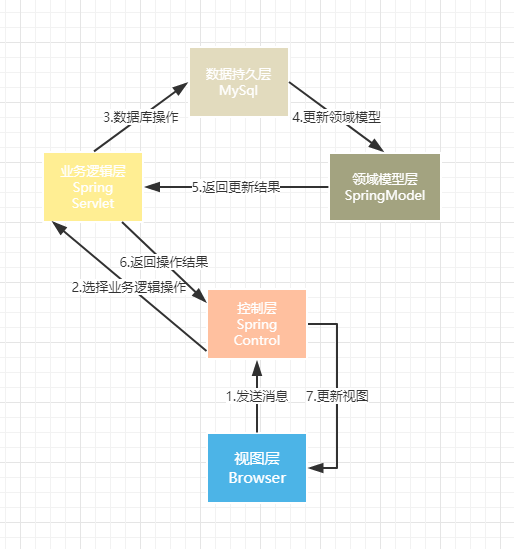 数据持久层
MySql
3.数据库操作
4.更新领域模型
业务逻辑层
Spring
Servlet
5.返回更新结果
领域模型层
SpringModel
6.返回操作结果
2.选择业务逻辑操作
控制层
Spring
Control
1.发送消息
7.更新视图
视图层
Browser